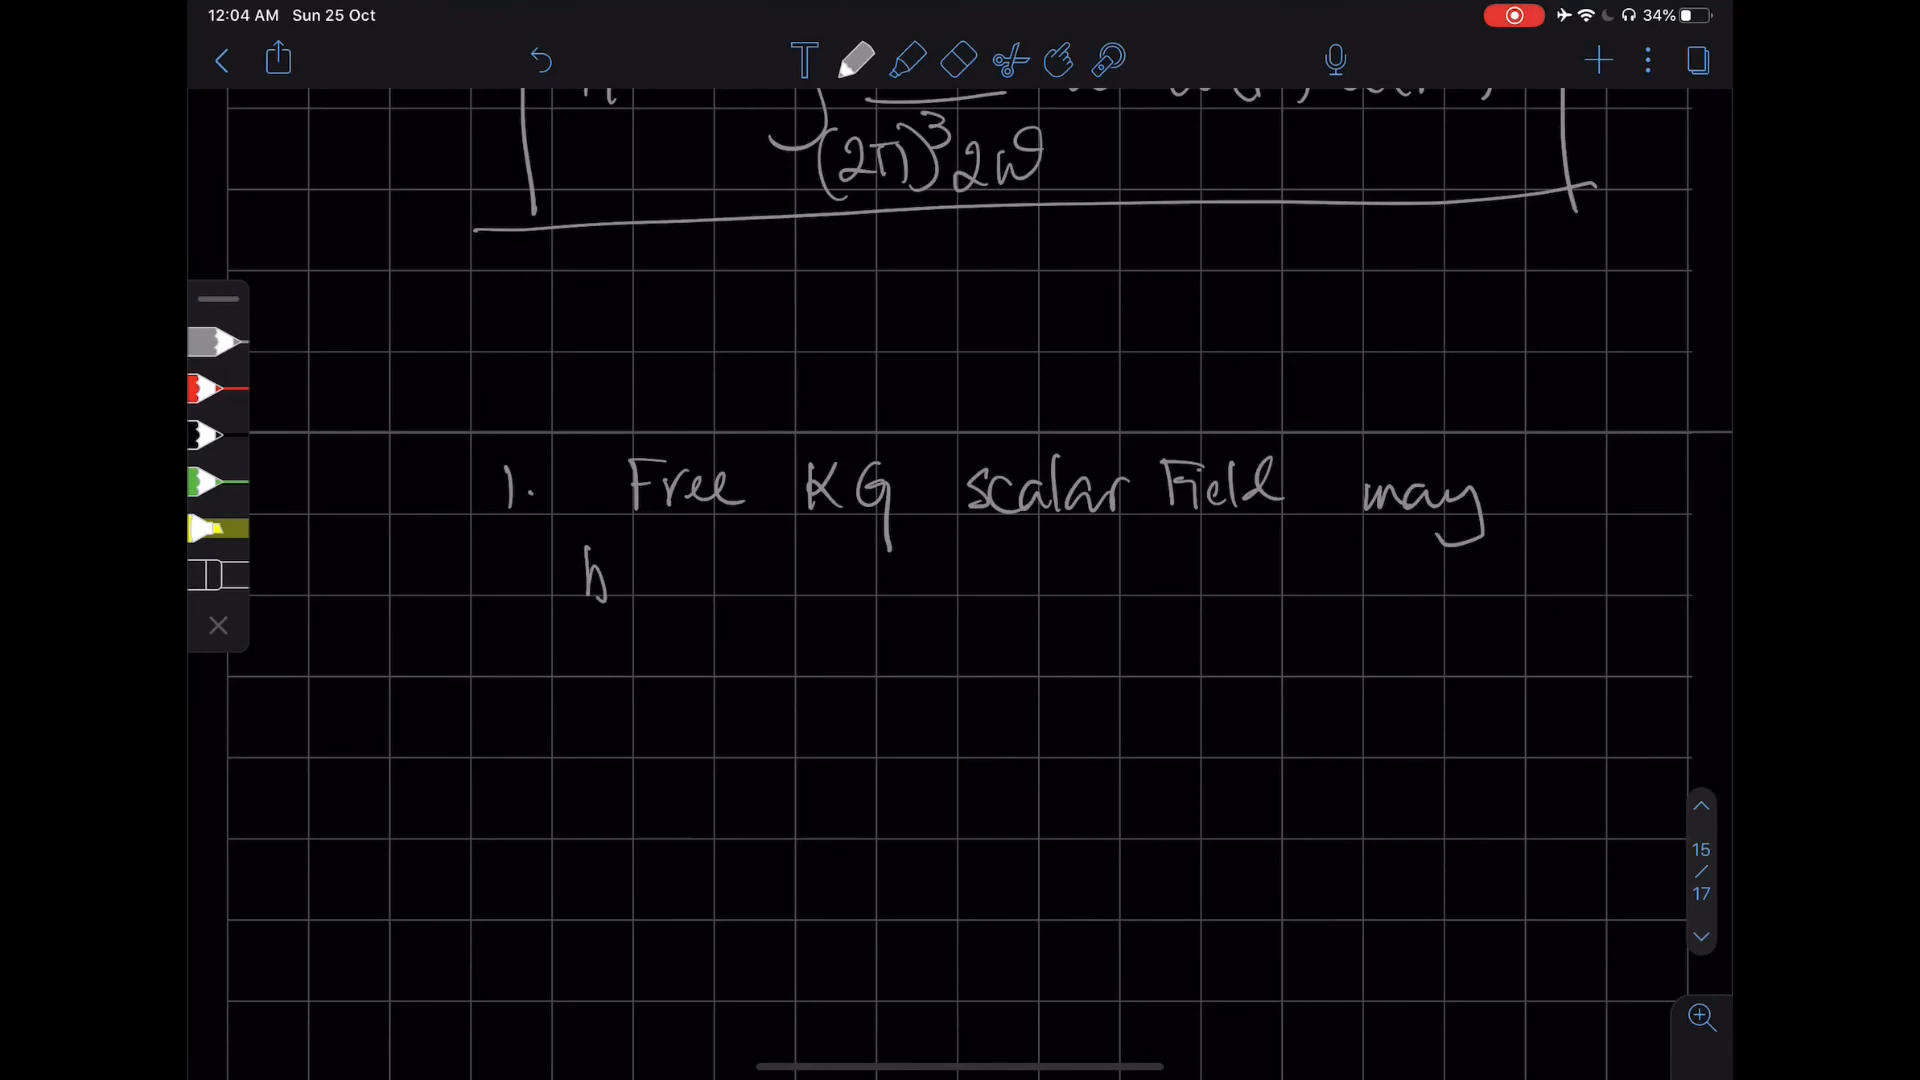 12:04 AM Sun 25 Oct
34%
T
(2π)³2ω
1. Free KG scalar Field may
b
15
/
17